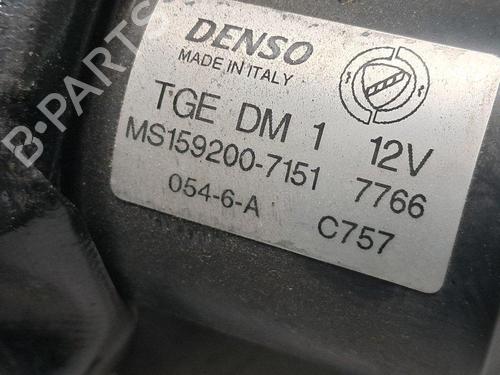 DENSO
MADE IN ITALY
TGE DM 1 12V
MS159200-7151 7766
054-6-A C757
B-PARTS